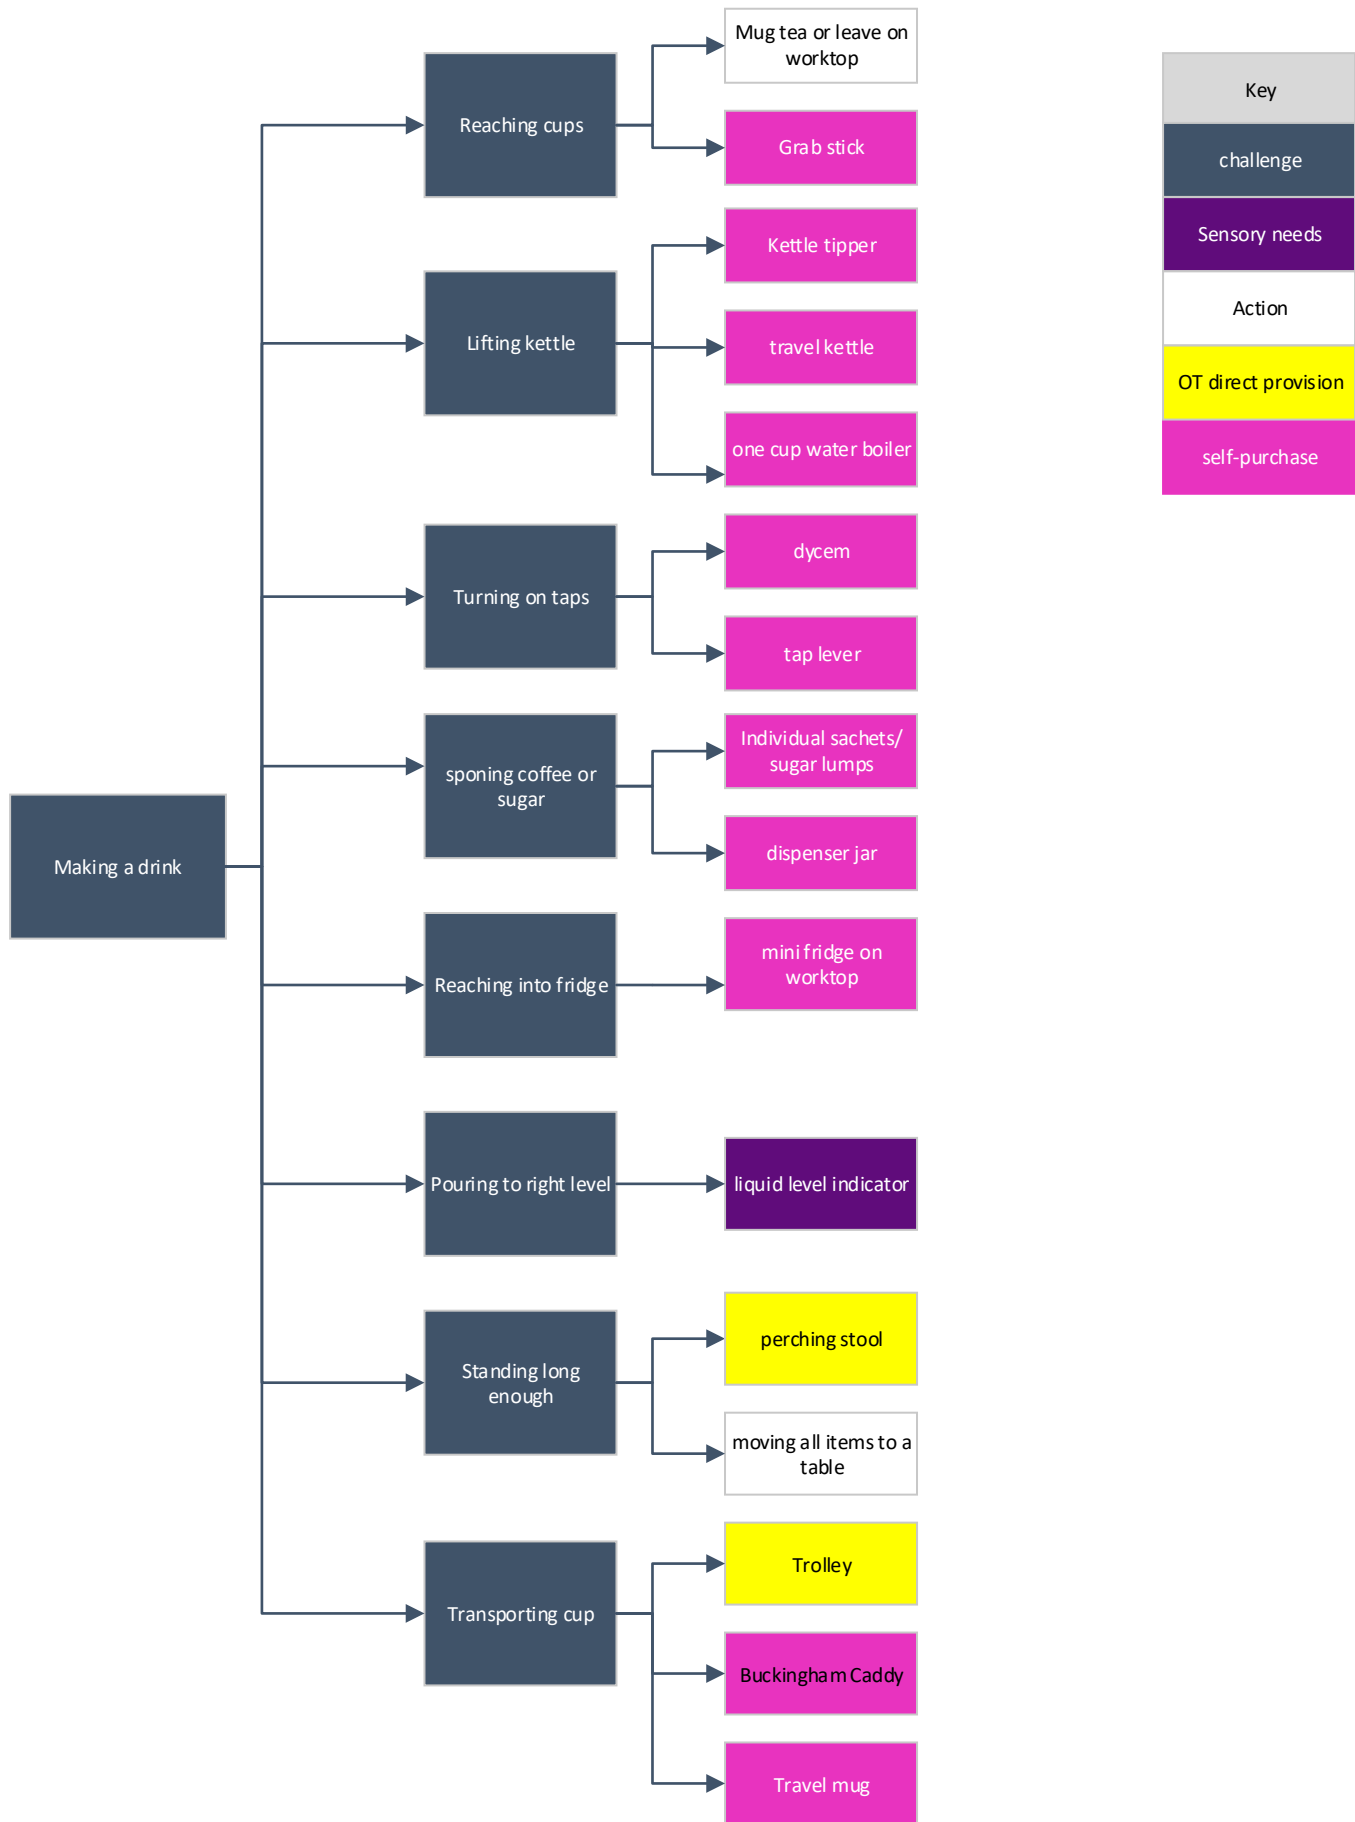 Mug tea or leave on
worktop
Reaching cups
Grab stick
Kettle tipper
Lifting kettle
travel kettle
one cup water boiler
dycem
Turning on taps
tap lever
Individual sachets/
sugar lumps
sponing coffee or
sugar
dispenser jar
Making a drink
mini fridge on
worktop
Reaching into fridge
Pouring to right level
liquid level indicator
perching stool
Standing long
enough
moving all items to a
table
Trolley
Transporting cup
Buckingham Caddy
Travel mug
Key
challenge
Sensory needs
Action
OT direct provision
self-purchase